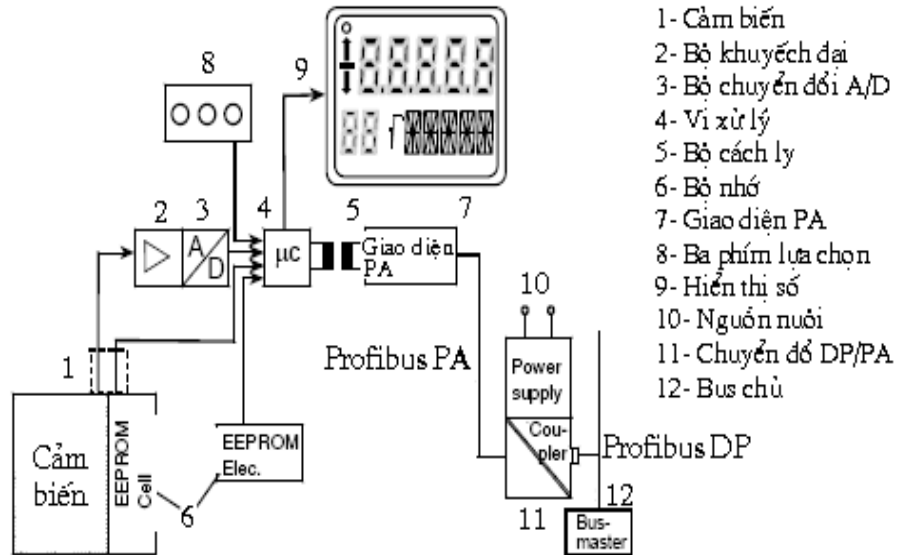 1- Cảm biến
2- Bộ khuyếch đại
3- Bộ chuyển đổi A/D
4- Vi xử lý
5- Bộ cách ly
6- Bộ nhớ
7- Giao diện PA
8- Ba phím lựa chọn
9- Hiển thị số
10- Nguồn nuôi
11- Chuyển đổ DP/PA
12- Bus chủ
8
9
2
3
4
5
7
A/D
µc
Giao diện
PA
10
1
Profibus PA
Power
supply
Cou-
pler
Profibus DP
Cảm
biến
EEPROM
Cell
EEPROM
Elec.
6
11
12
Bus-
master